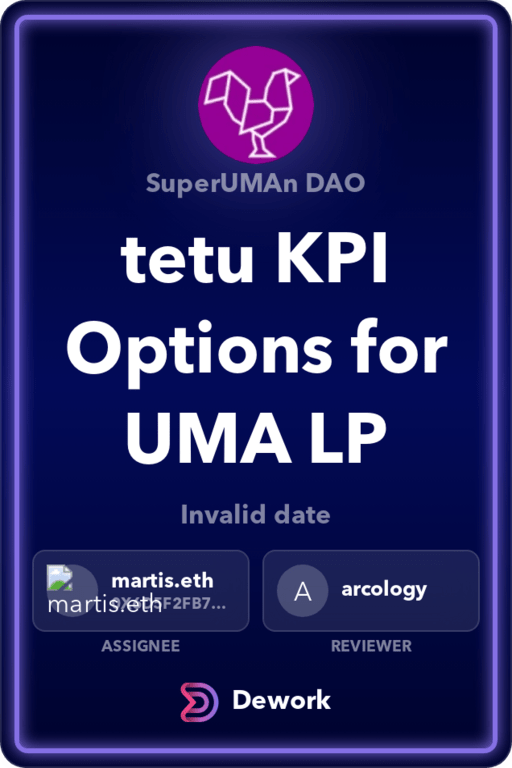 SuperUMAn DAO
tetu KPI
Options for
UMA LP
Invalid date
martis.eth
martis.eth
A
arcology
ASSIGNEE
REVIEWER
Dework